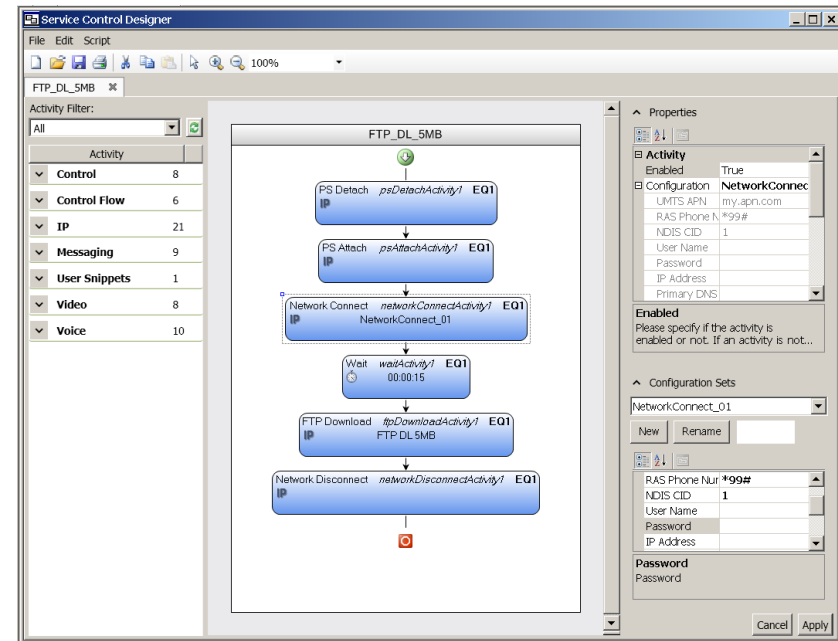 Service Control Designer
File Edit Script
100%
FTP_DL_5MB
Activity Filter:
All
Activity
Control 8
Control Flow 6
IP 21
Messaging 9
User Snippets 1
Video 8
Voice 10
FTP_DL_5MB
PS Detach psDetachActivity1 EQ1
IP
PS Attach psAttachActivity1 EQ1
IP
Network Connect networkConnectActivity1 EQ1
IP NetworkConnect_01
Wait waitActivity1 EQ1
00:00:15
FTP Download ftpDownloadActivity1 EQ1
IP FTP DL 5MB
Network Disconnect networkDisconnectActivity1 EQ1
IP
Properties
Activity
Enabled True
Configuration NetworkConnec
UMTS APN my.apn.com
RAS Phone N *99#
NDIS CID 1
User Name
Password
IP Address
Primary DNS
Enabled
Please specify if the activity is
enabled or not. If an activity is not...
Configuration Sets
NetworkConnect_01
New Rename
RAS Phone Nur *99#
NDIS CID 1
User Name
Password
IP Address
Password
Password
Cancel Apply